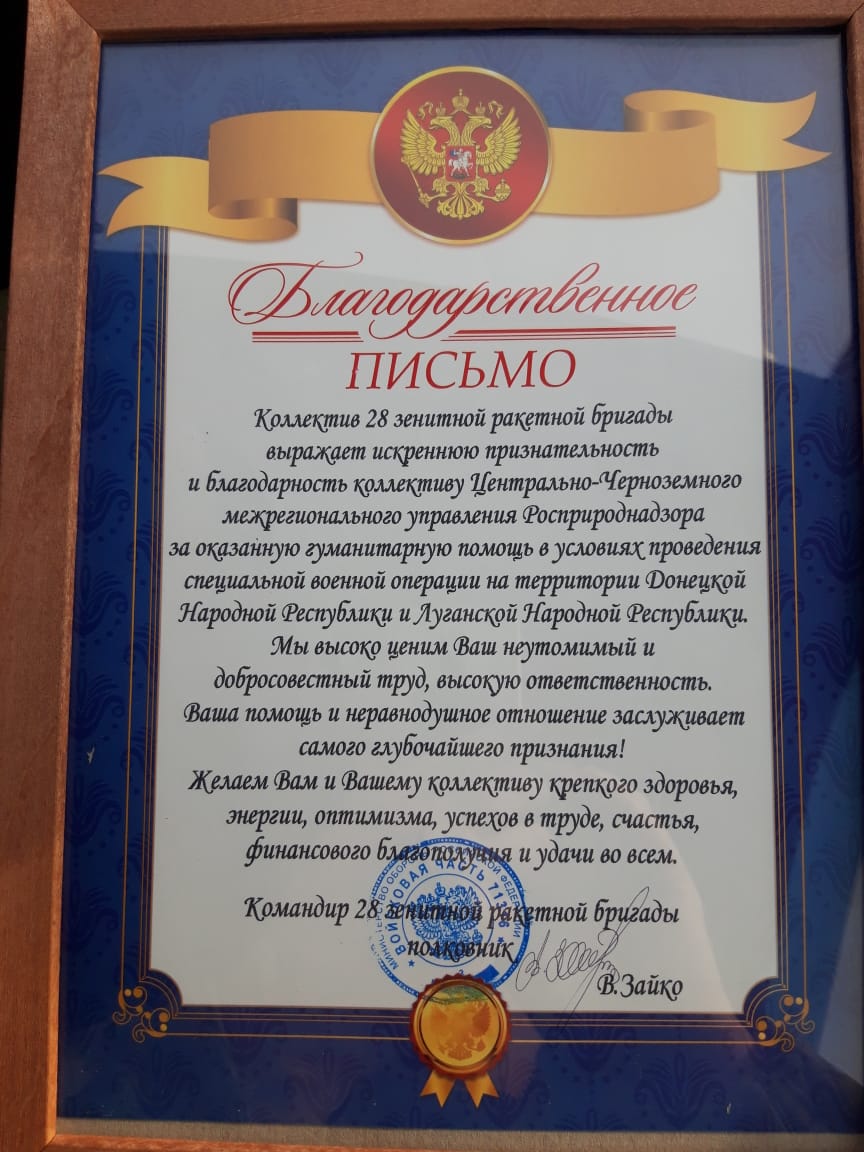 Благодарственное
ПИСЬМО
Коллектив 28 зенитной ракетной бригады
выражает искреннюю признательность
и благодарность коллективу Центрально-Черноземного
межрегионального управления Росприроднадзора
за оказанную гуманитарную помощь в условиях проведения
специальной военной операции на территории Донецкой
Народной Республики и Луганской Народной Республики.
Мы высоко ценим Ваш неутомимый и
добросовестный труд, высокую ответственность.
Ваша помощь и неравнодушное отношение заслуживает
самого глубочайшего признания!
Желаем Вам и Вашему коллективу крепкого здоровья,
энергии, оптимизма, успехов в труде, счастья,
финансового благополучия и удачи во всем.
Командир 28 зенитной ракетной бригады
полковник
В.Зайко
ВОЙСКОВАЯ ЧАСТЬ